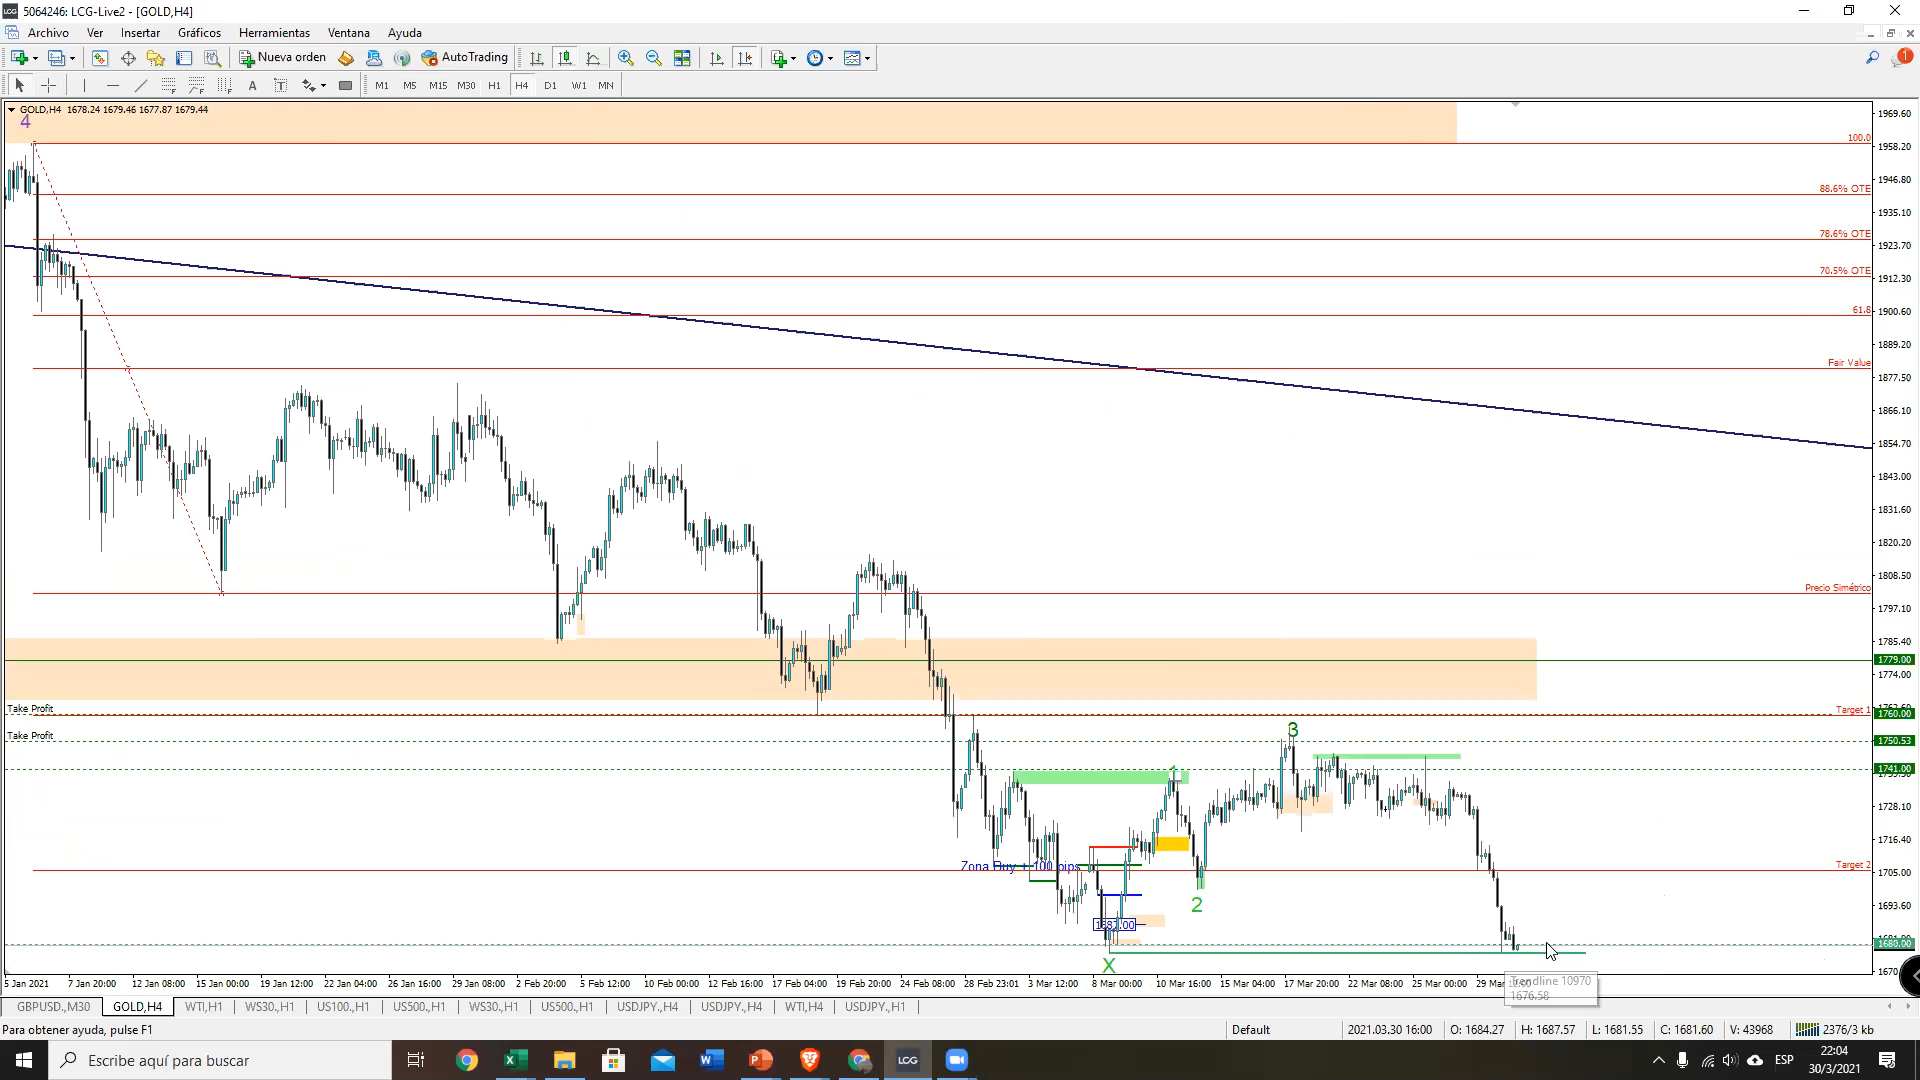 5064246: LCG-Live2 - [GOLD,H4]
Archivo Ver Insertar Gráficos Herramientas Ventana Ayuda
Nueva orden AutoTrading
M1 M5 M15 M30 H1 H4 D1 W1 MN
GOLD,H4 1678.24 1679.46 1677.87 1679.44
4
1969.60
100.0
1958.20
88.6% OTE
1946.80
1935.10
78.6% OTE
1923.70
70.5% OTE
1912.30
61.8
1900.60
1889.20
Fair Value
1877.50
1866.10
1854.70
1843.00
1831.60
1820.20
1808.50
Precio Simétrico
1797.10
1785.40
1779.00
1774.00
Take Profit
Target 1
1760.00
Take Profit
3
1750.53
1741.00
1
1728.10
1716.40
Zona Buy + 100 pips
Target 2
1705.00
2
1693.60
1680.00
X
Trendline 10970
1676.58
5 Jan 2021 7 Jan 20:00 12 Jan 08:00 15 Jan 00:00 19 Jan 12:00 22 Jan 04:00 26 Jan 16:00 29 Jan 08:00 2 Feb 20:00 5 Feb 12:00 10 Feb 00:00 12 Feb 16:00 17 Feb 04:00 19 Feb 16:00 24 Feb 08:00 28 Feb 23:01 3 Mar 12:00 8 Mar 00:00 10 Mar 16:00 15 Mar 04:00 17 Mar 20:00 22 Mar 08:00 25 Mar 00:00 29 Mar
GBPUSD.,M30 GOLD,H4 WTI,H1 WS30.,H1 US100.,H1 US500.,H1 WS30.,H1 US500.,H1 USDJPY.,H4 USDJPY.,H4 WTI,H4 USDJPY.,H1
Para obtener ayuda, pulse F1 Default 2021.03.30 16:00 O: 1684.27 H: 1687.57 L: 1681.55 C: 1681.60 V: 43968 2376/3 kb
Escribe aquí para buscar
LCG
ESP
22:04
30/3/2021
1